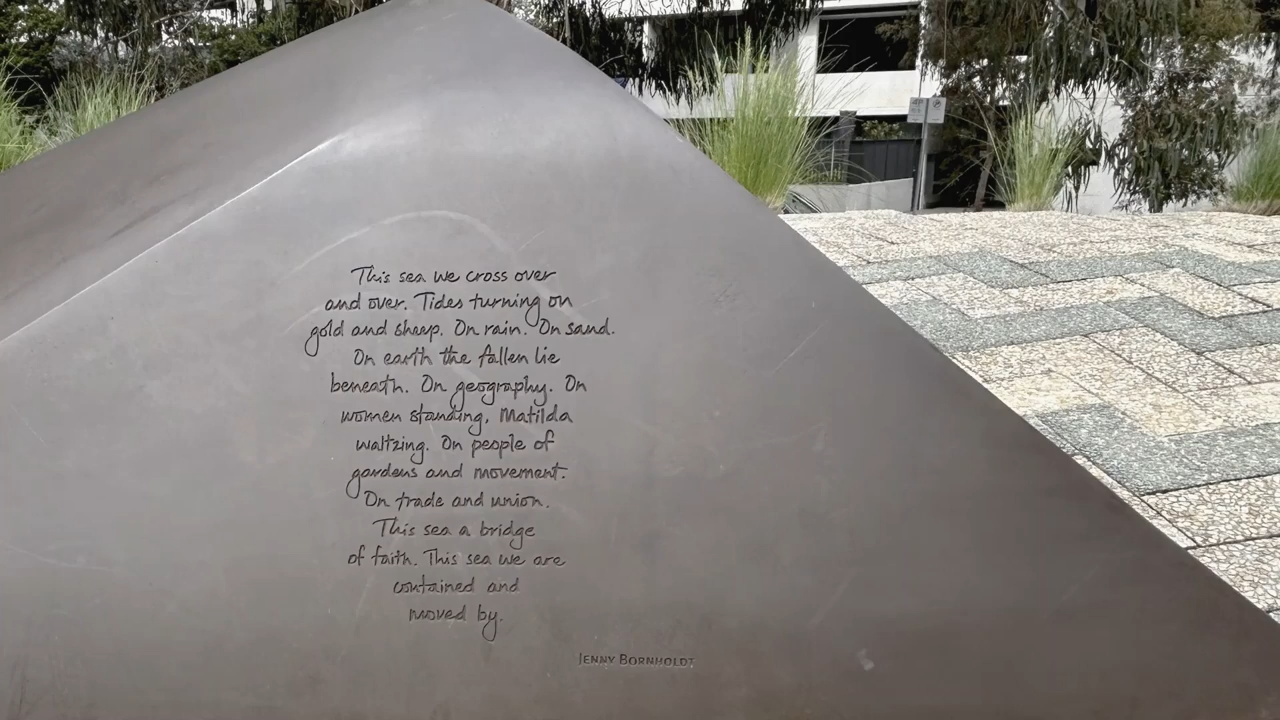 This sea we cross over
and over. Tides turning on
gold and sheep. On rain. On sand.
On earth the fallen lie
beneath. On geography. On
women standing, Matilda
waltzing. On people of
gardens and movement.
On trade and union.
This sea a bridge
of faith. This sea we are
contained and
moved by.
JENNY BORNHOLDT